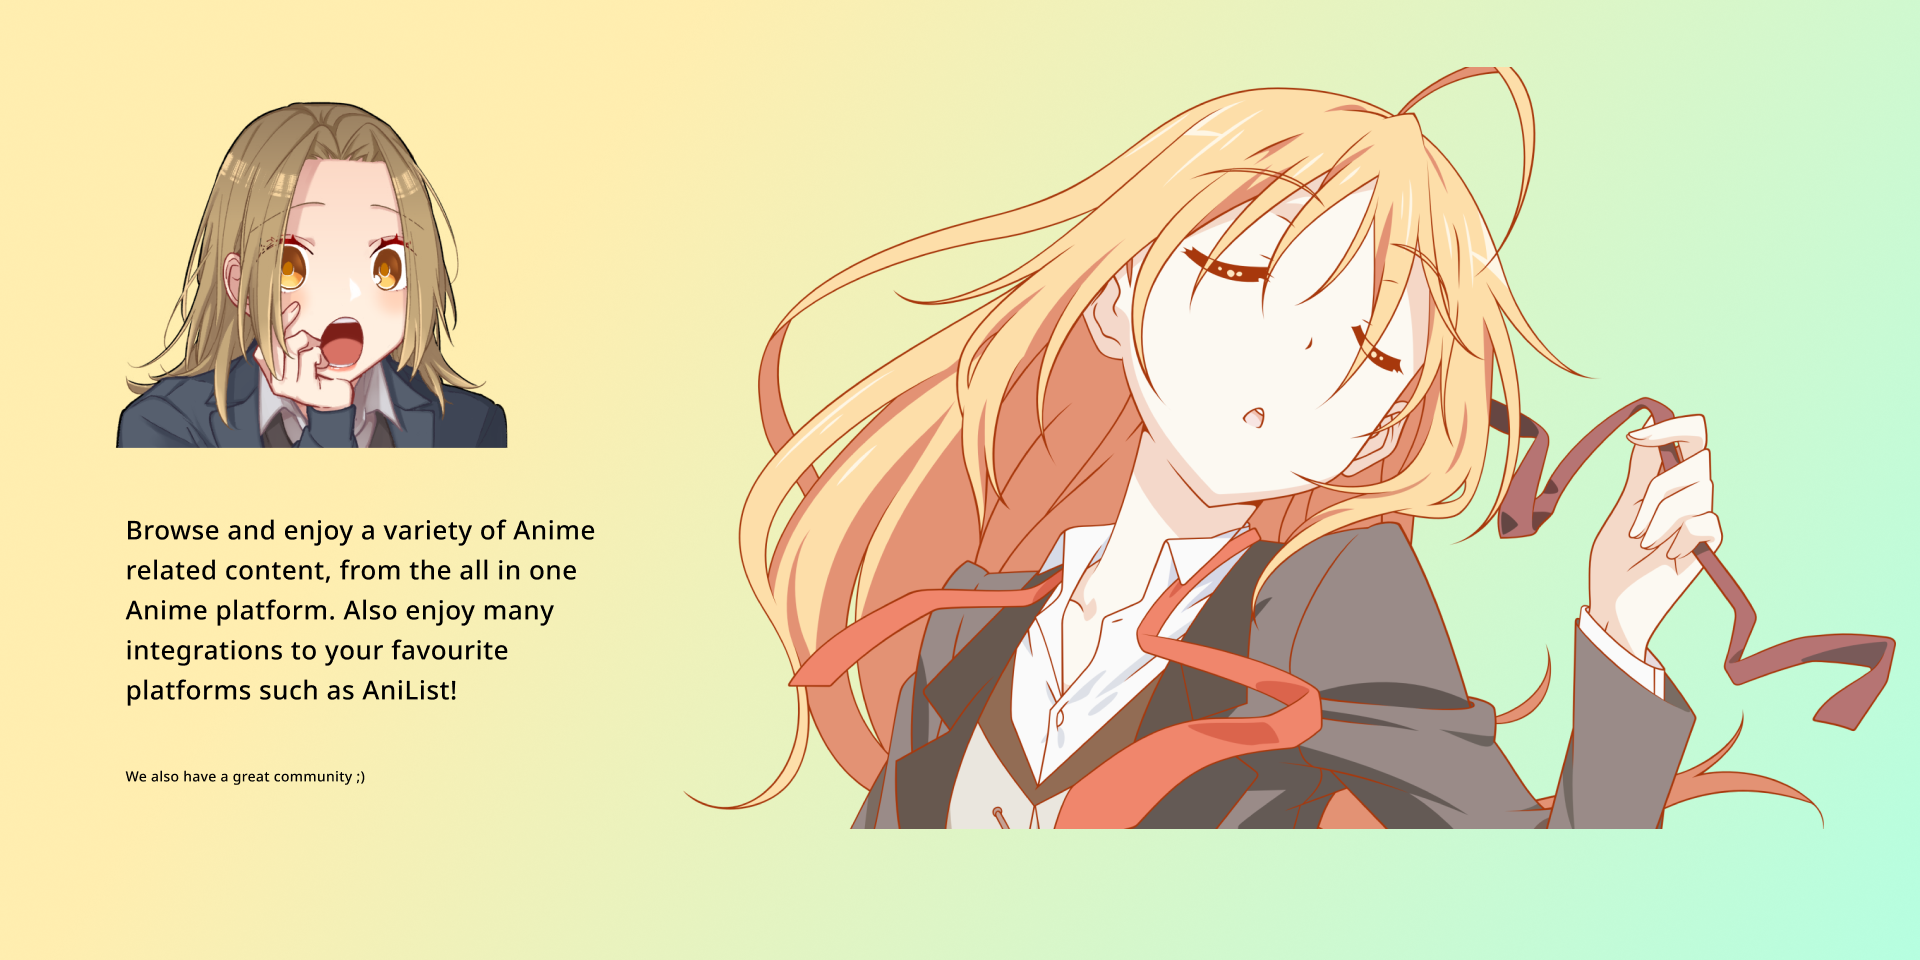 Browse and enjoy a variety of Anime
related content, from the all in one
Anime platform. Also enjoy many
integrations to your favourite
platforms such as AniList!
We also have a great community ;)